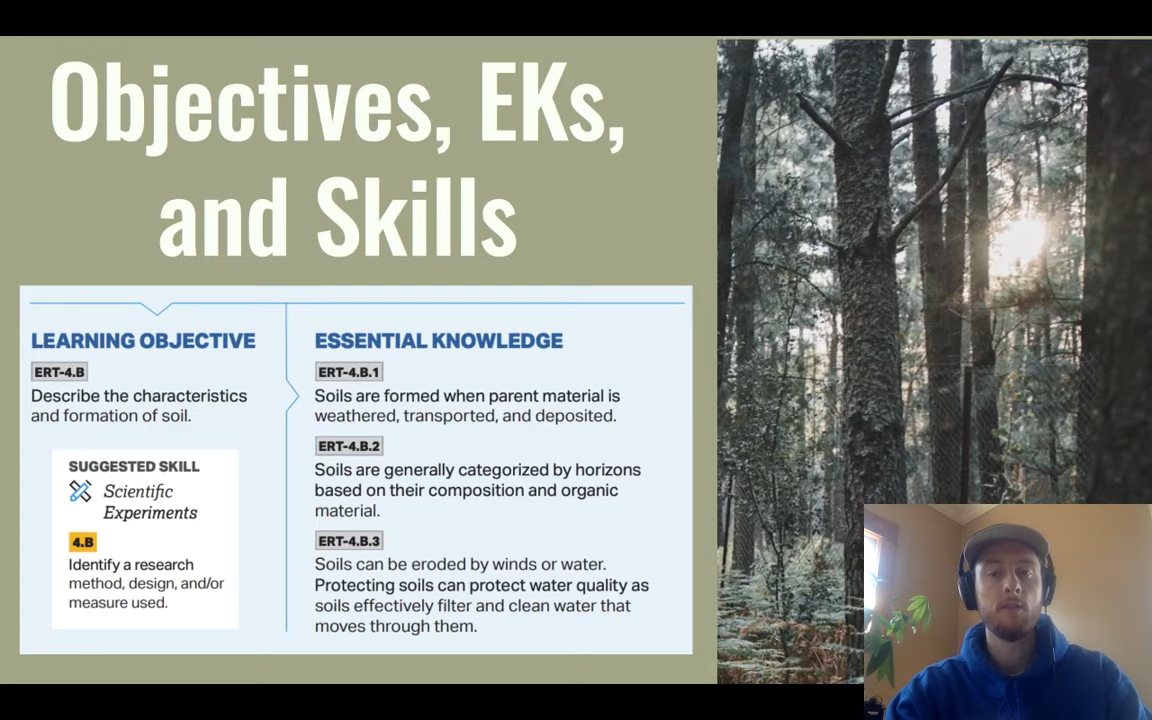 Objectives, EKs,
and Skills
LEARNING OBJECTIVE
ERT-4.B
Describe the characteristics
and formation of soil.
SUGGESTED SKILL
Scientific
Experiments
4.B
Identify a research
method, design, and/or
measure used.
ESSENTIAL KNOWLEDGE
ERT-4.B.1
Soils are formed when parent material is
weathered, transported, and deposited.
ERT-4.B.2
Soils are generally categorized by horizons
based on their composition and organic
material.
ERT-4.B.3
Soils can be eroded by winds or water.
Protecting soils can protect water quality as
soils effectively filter and clean water that
moves through them.